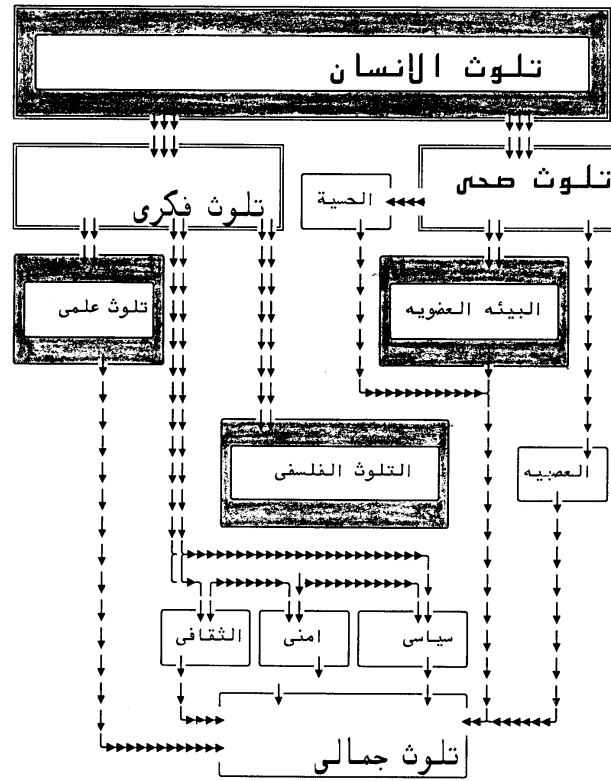 تلوث الانسان
تلوث صحى
الحسية
تلوث فكرى
البيئه العضويه
تلوث علمى
التلوث الفلسفى
العصبيه
سياسى
امنى
الثقافى
تلوث جمالى